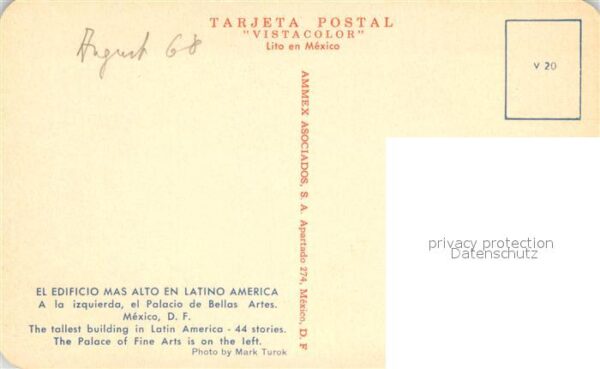 TARJETA POSTAL
"VISTACOLOR"
Lito en México
August 68
V 20
AMMEX ASOCIADOS, S. A. Apartado 274, México, D. F
privacy protection
Datenschutz
EL EDIFICIO MAS ALTO EN LATINO AMERICA
A la izquierda, el Palacio de Bellas Artes.
México, D. F.
The tallest building in Latin America - 44 stories.
The Palace of Fine Arts is on the left.
Photo by Mark Turok